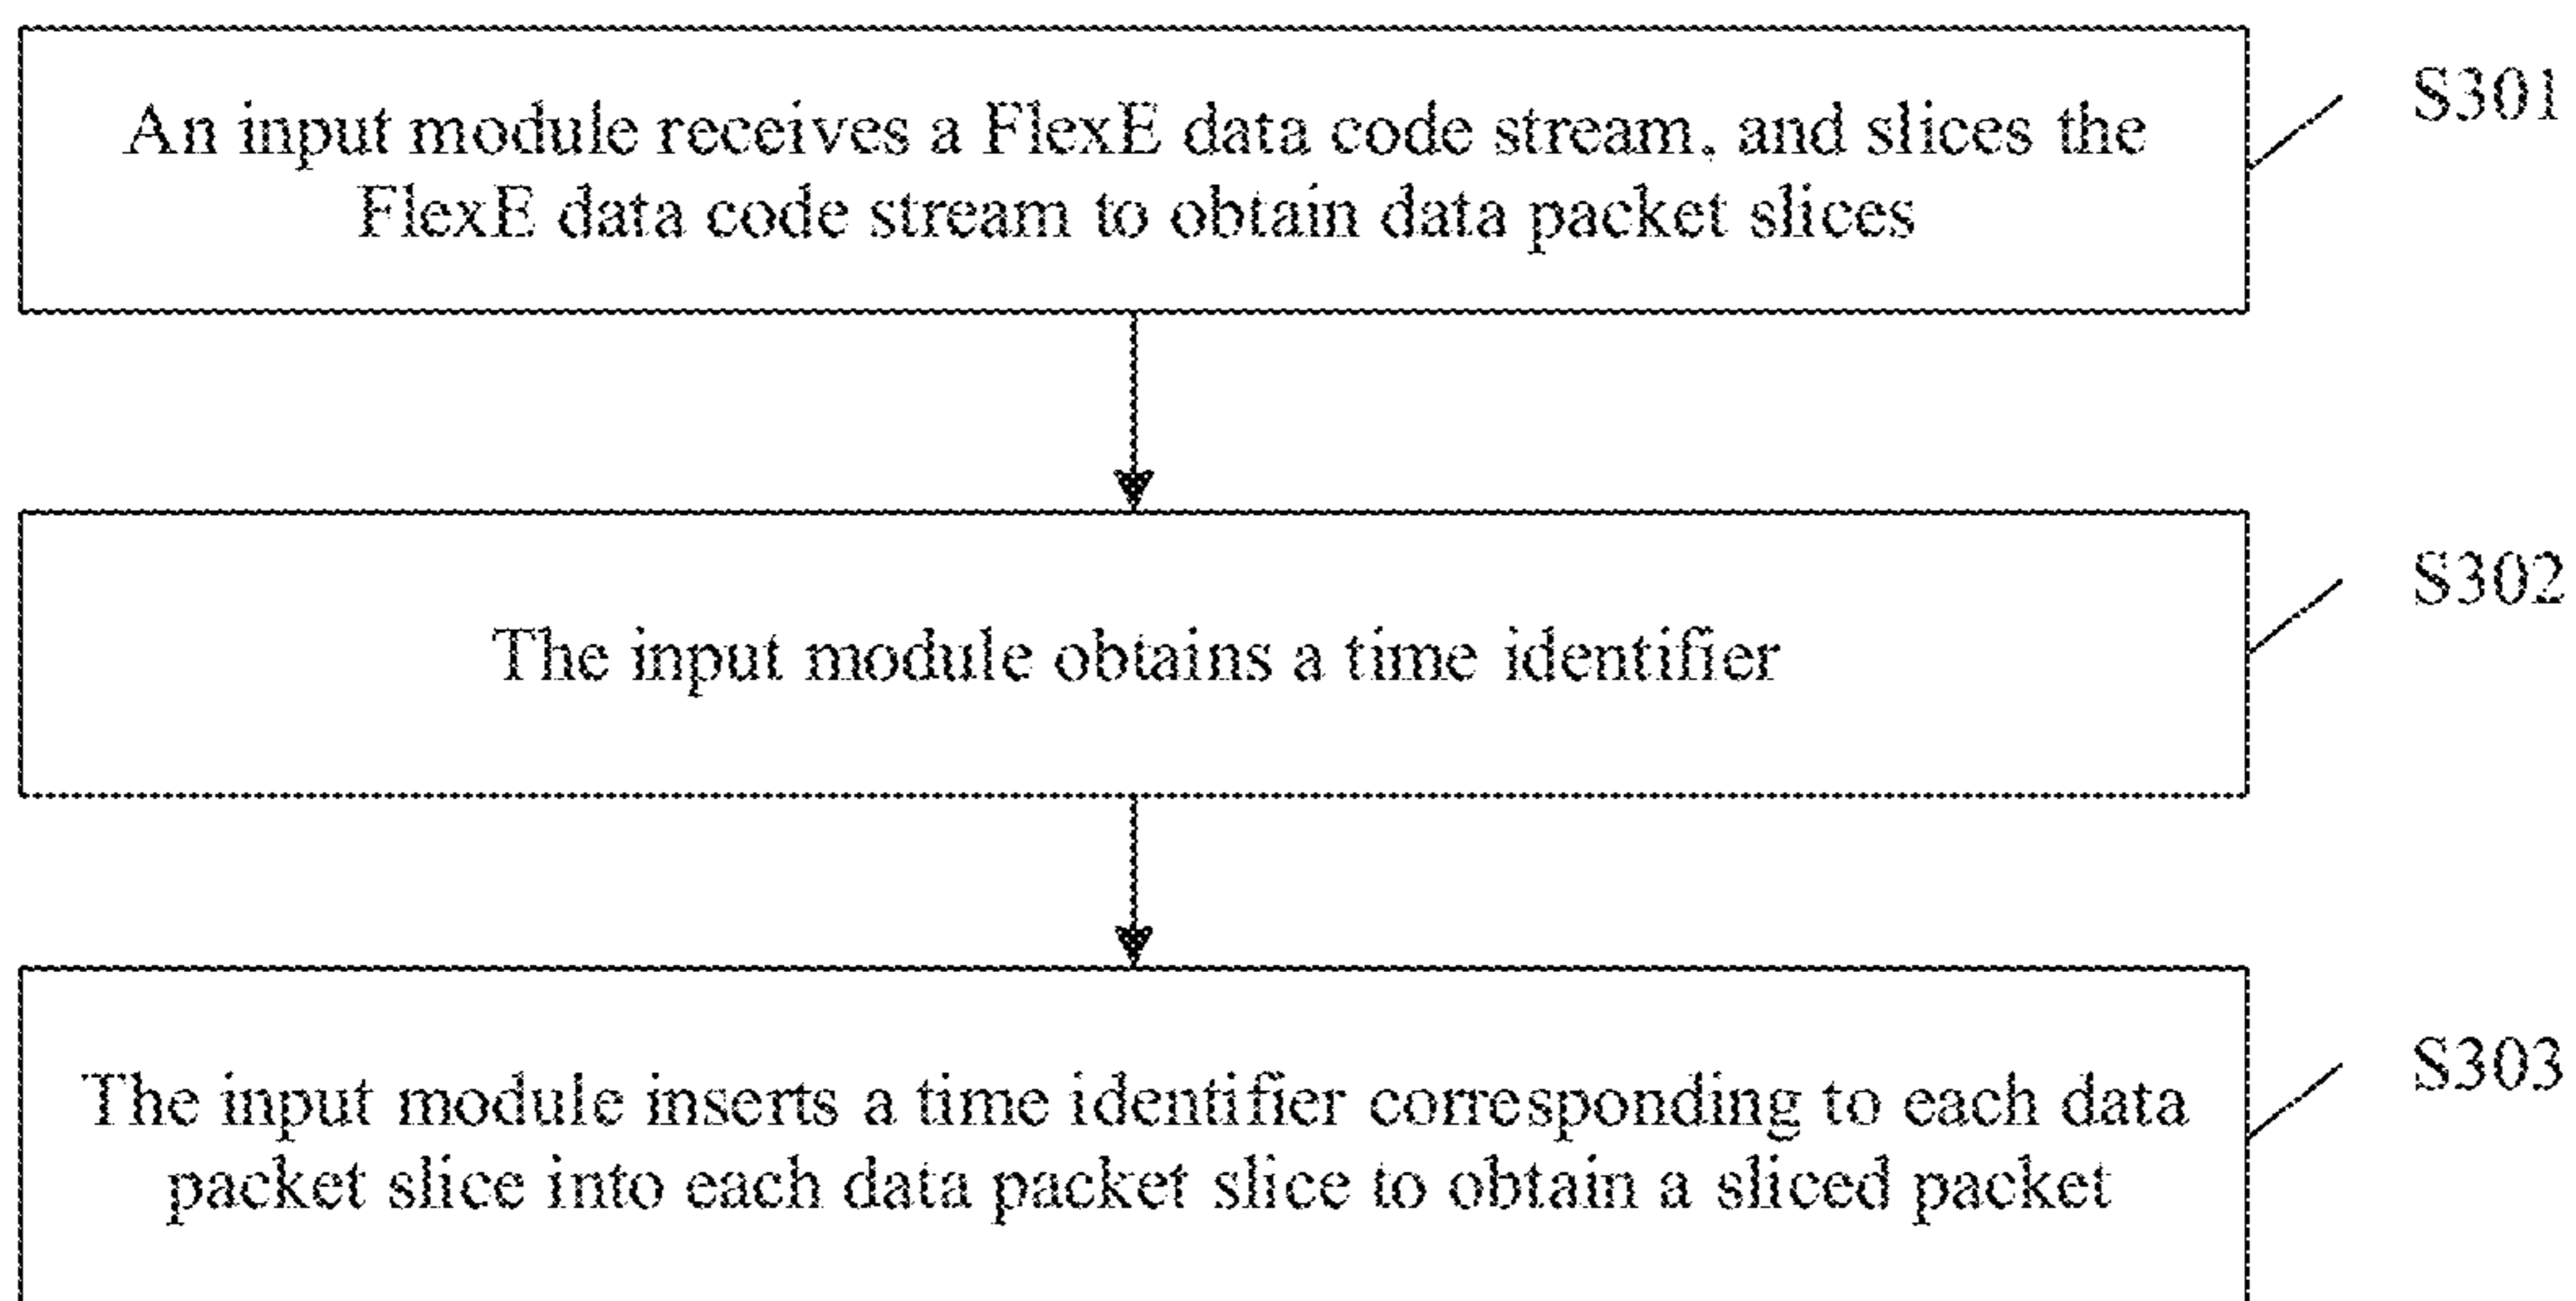 An input module receives a FlexE data code stream, and slices the
FlexE data code stream to obtain data packet slices
S301
The input module obtains a time identifier
S302
The input module inserts a time identifier corresponding to each data
packet slice into each data packet slice to obtain a sliced packet
S303